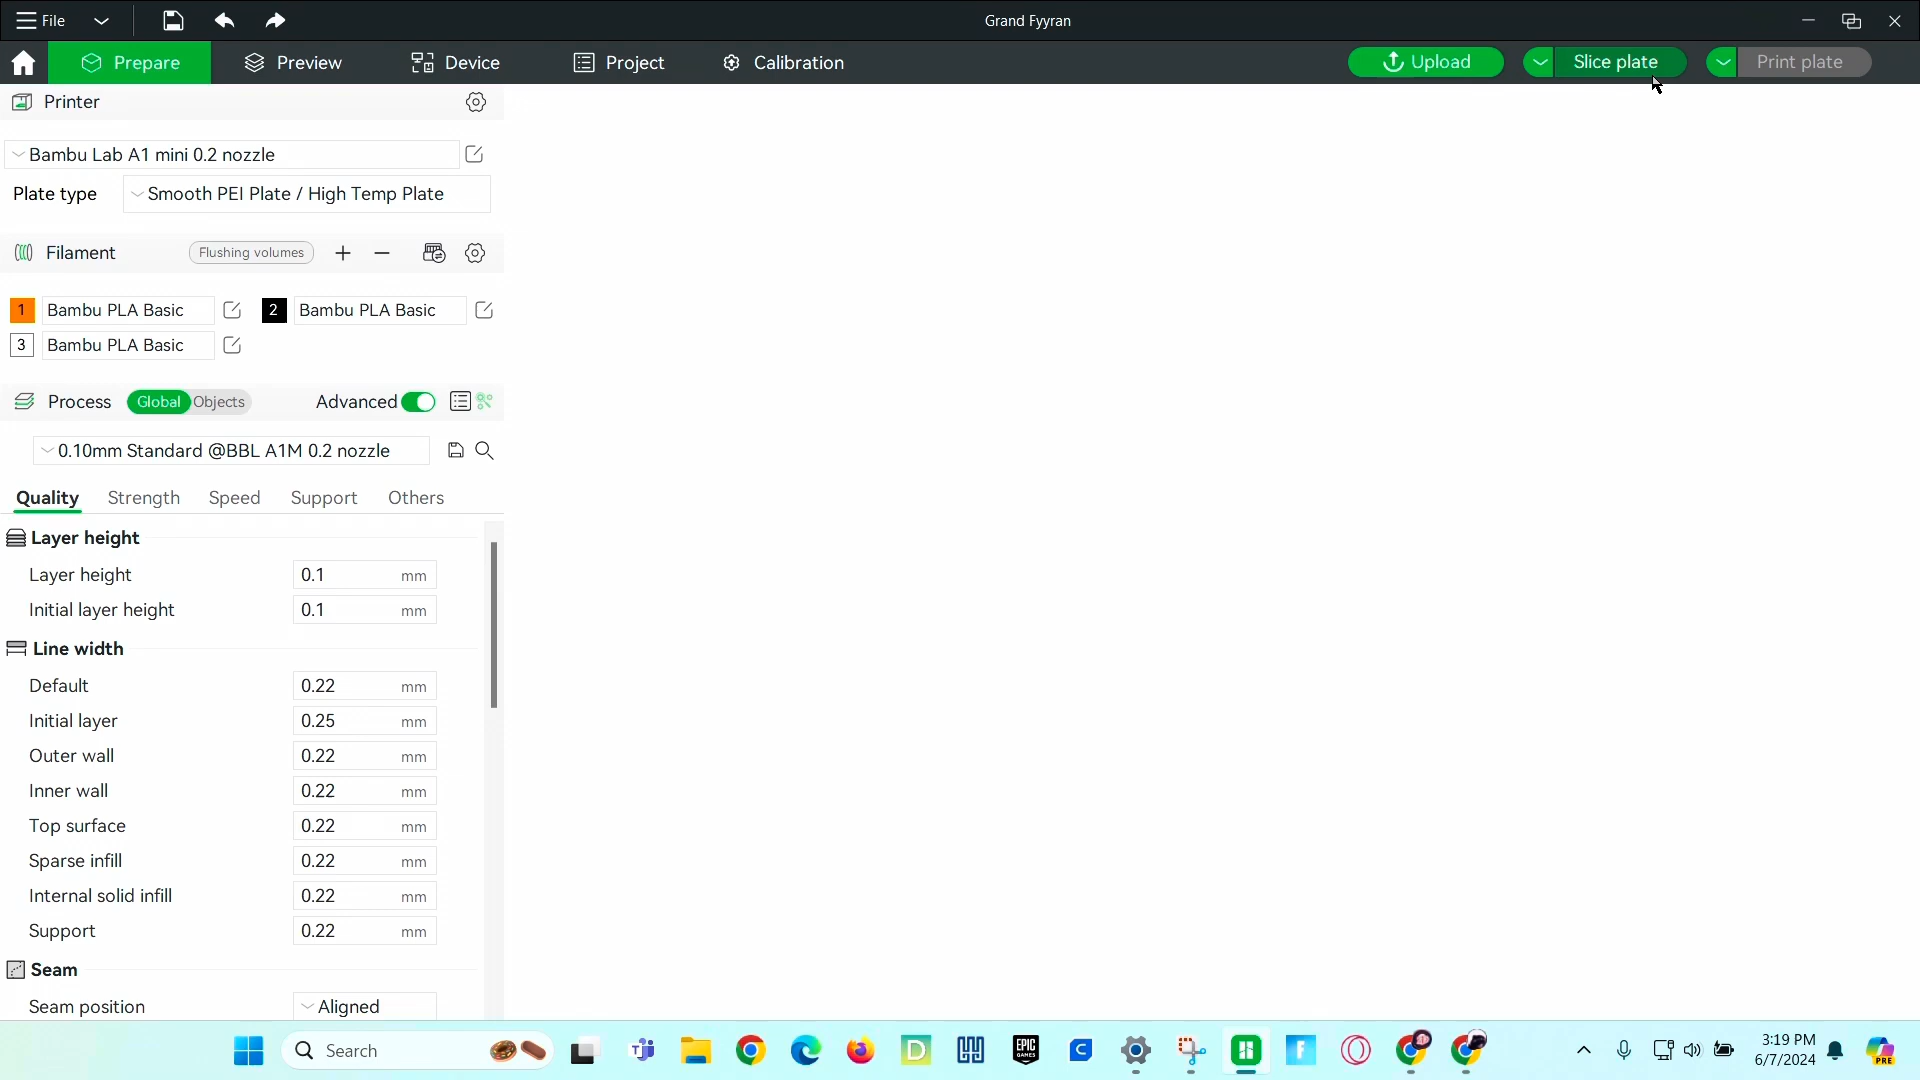 File
Grand Fyyran
Prepare
Preview
Device
Project
Calibration
Upload
Slice plate
Print plate
Printer
Bambu Lab A1 mini 0.2 nozzle
Plate type
Smooth PEI Plate / High Temp Plate
Filament
Flushing volumes
1 Bambu PLA Basic
2 Bambu PLA Basic
3 Bambu PLA Basic
Process
Global
Objects
Advanced
0.10mm Standard @BBL A1M 0.2 nozzle
Quality
Strength
Speed
Support
Others
Layer height
Layer height 0.1 mm
Initial layer height 0.1 mm
Line width
Default 0.22 mm
Initial layer 0.25 mm
Outer wall 0.22 mm
Inner wall 0.22 mm
Top surface 0.22 mm
Sparse infill 0.22 mm
Internal solid infill 0.22 mm
Support 0.22 mm
Seam
Seam position Aligned
Search
EPIC
GAMES
3:19 PM
6/7/2024
PRE